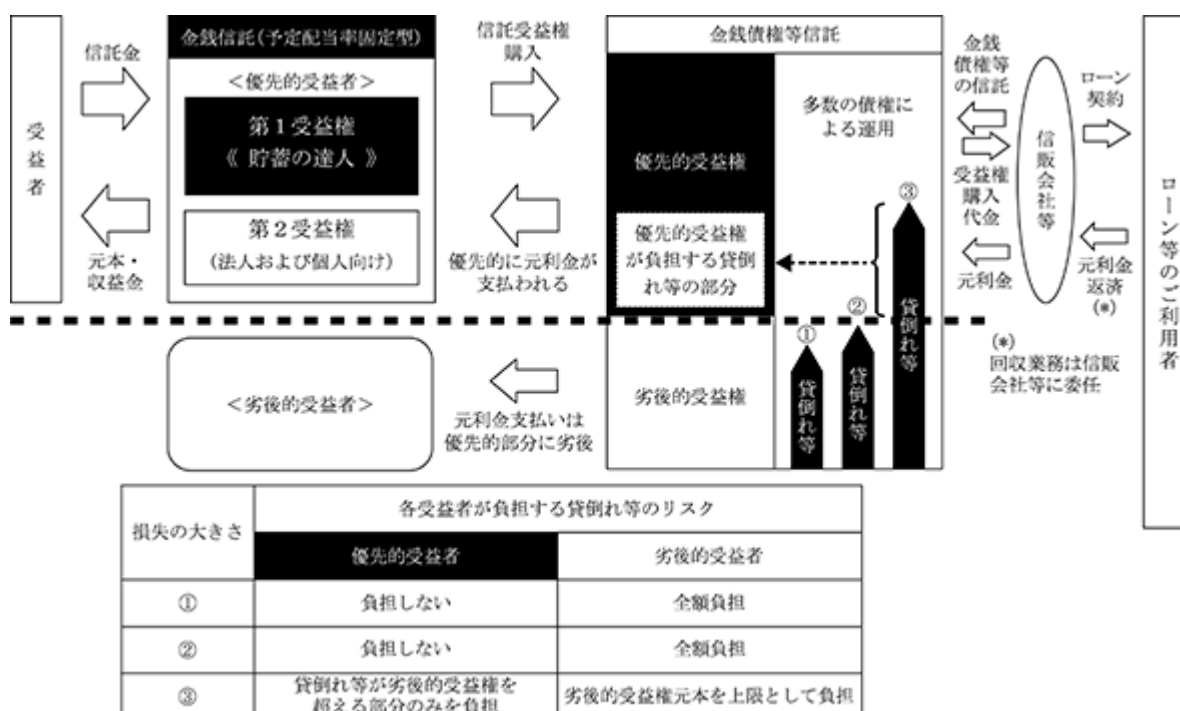 受益者
信託金
元本・
収益金
金銭信託(予定配当率固定型)
<優先的受益者>
第1受益権
《 貯蓄の達人 》
第2受益権
(法人および個人向け)
信託受益権
購入
優先的に元利金が
支払われる
金銭債権等信託
優先的受益権
優先的受益権
が負担する貸倒
れ等の部分
多数の債権に
よる運用
金銭
債権等
の信託
受益権
購入
代金
元利金
信販会社等
ローン
契約
元利金
返済
(*)
ローン等のご利用者
(*)
回収業務は信販
会社等に委任
<劣後的受益者>
元利金支払いは
優先的部分に劣後
劣後的受益権
①
貸倒れ等
②
貸倒れ等
③
貸倒れ等
損失の大きさ
各受益者が負担する貸倒れ等のリスク
優先的受益者
劣後的受益者
①
負担しない
全額負担
②
負担しない
全額負担
③
貸倒れ等が劣後的受益権を
超える部分のみを負担
劣後的受益権元本を上限として負担